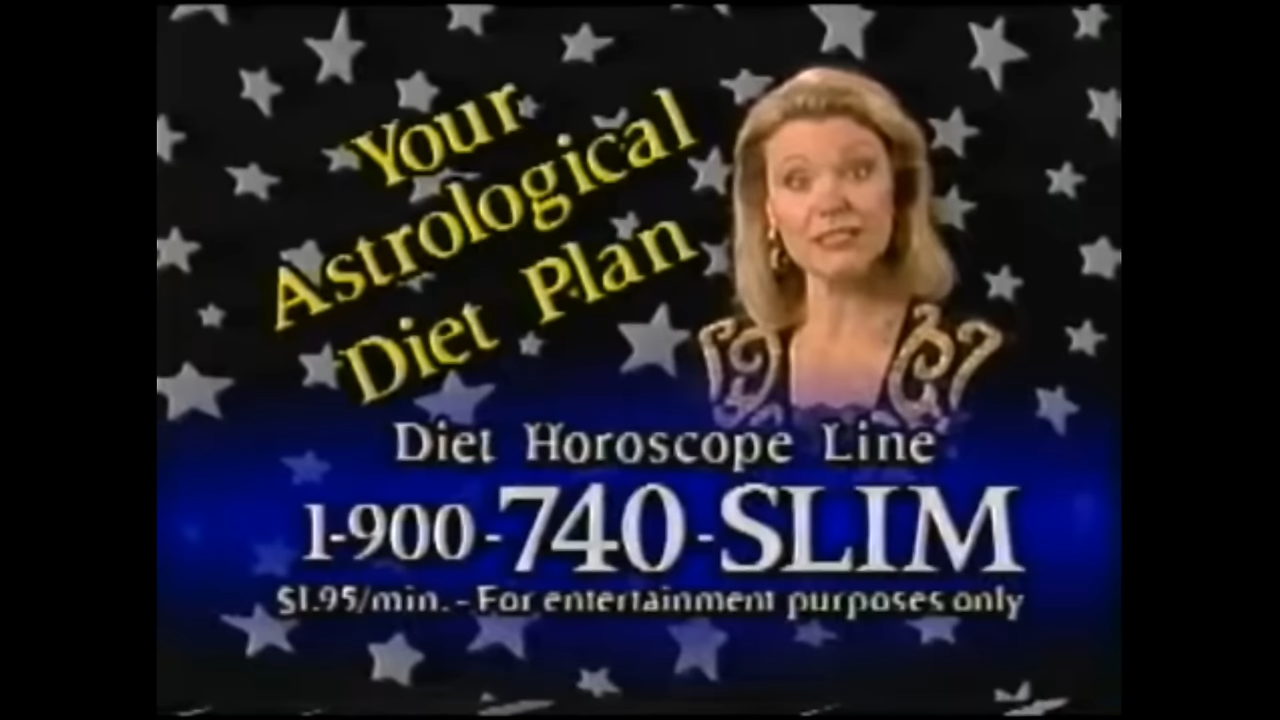 Your
Astrological
Diet Plan
Diet Horoscope Line
1-900-740-SLIM
$1.95/min. - For entertainment purposes only